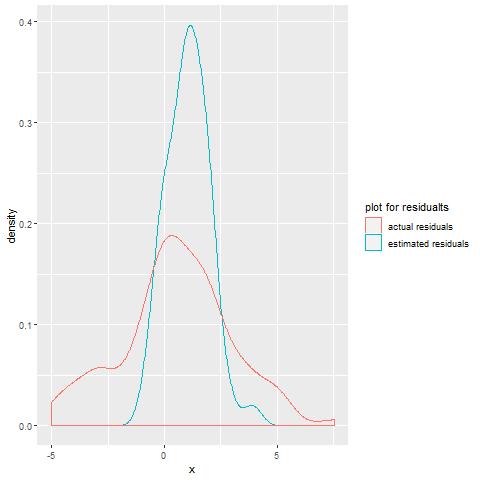 0.4
0.3
density
0.2
0.1
0.0
-5
0
5
x
plot for residualts
actual residuals
estimated residuals